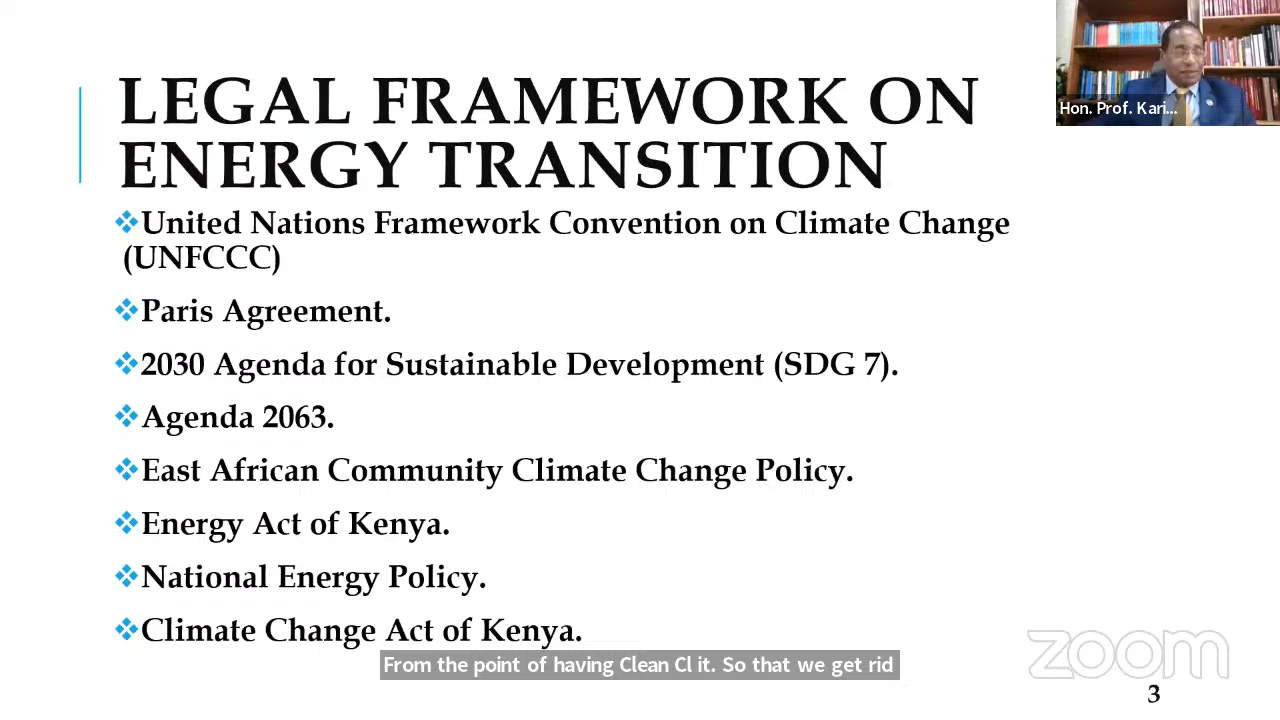 LEGAL FRAMEWORK ON
ENERGY TRANSITION
❖United Nations Framework Convention on Climate Change
(UNFCCC)
❖Paris Agreement.
❖2030 Agenda for Sustainable Development (SDG 7).
❖Agenda 2063.
❖East African Community Climate Change Policy.
❖Energy Act of Kenya.
❖National Energy Policy.
❖Climate Change Act of Kenya.
From the point of having Clean Cl it. So that we get rid
Hon. Prof. Kari...
zoom
3